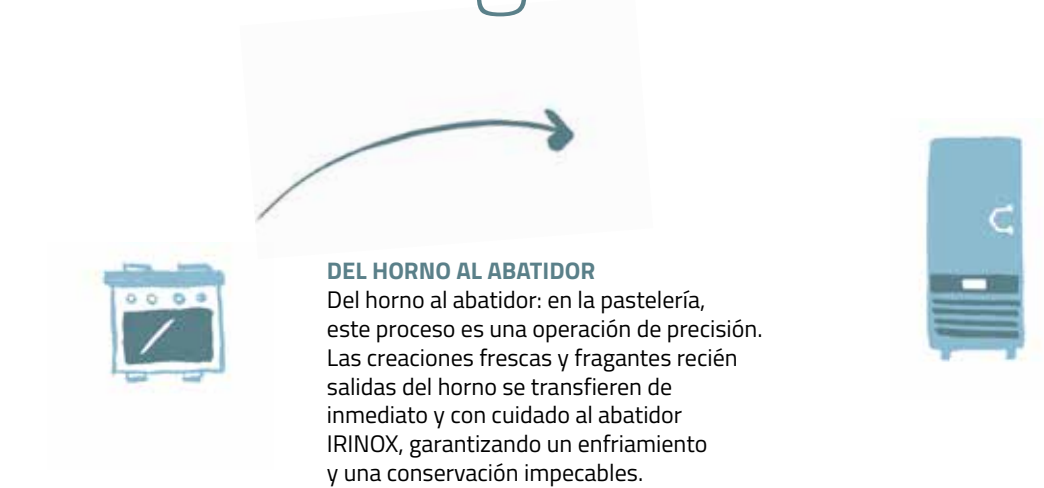 DEL HORNO AL ABATIDOR
Del horno al abatidor: en la pastelería,
este proceso es una operación de precisión.
Las creaciones frescas y fragantes recién
salidas del horno se transfieren de
inmediato y con cuidado al abatidor
IRINOX, garantizando un enfriamiento
y una conservación impecables.